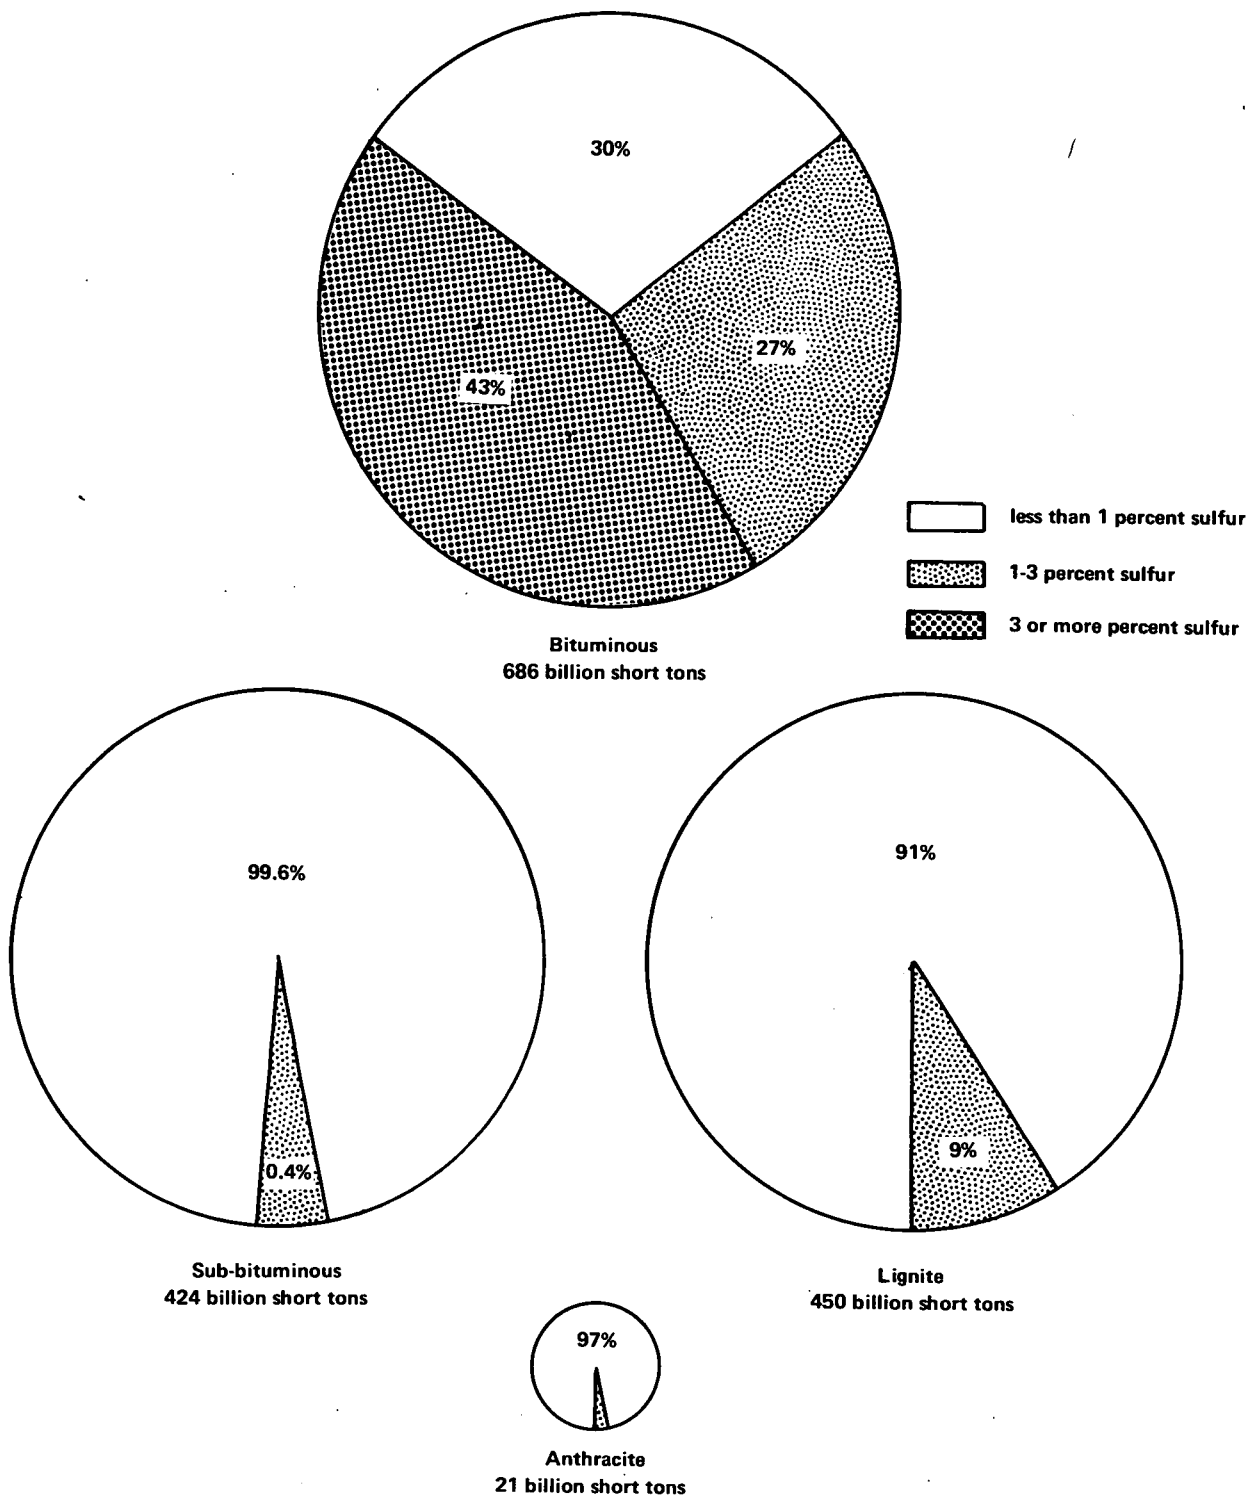 30%
27%
43%
less than 1 percent sulfur
1-3 percent sulfur
3 or more percent sulfur
Bituminous
686 billion short tons
99.6%
0.4%
Sub-bituminous
424 billion short tons
91%
9%
Lignite
450 billion short tons
97%
Anthracite
21 billion short tons